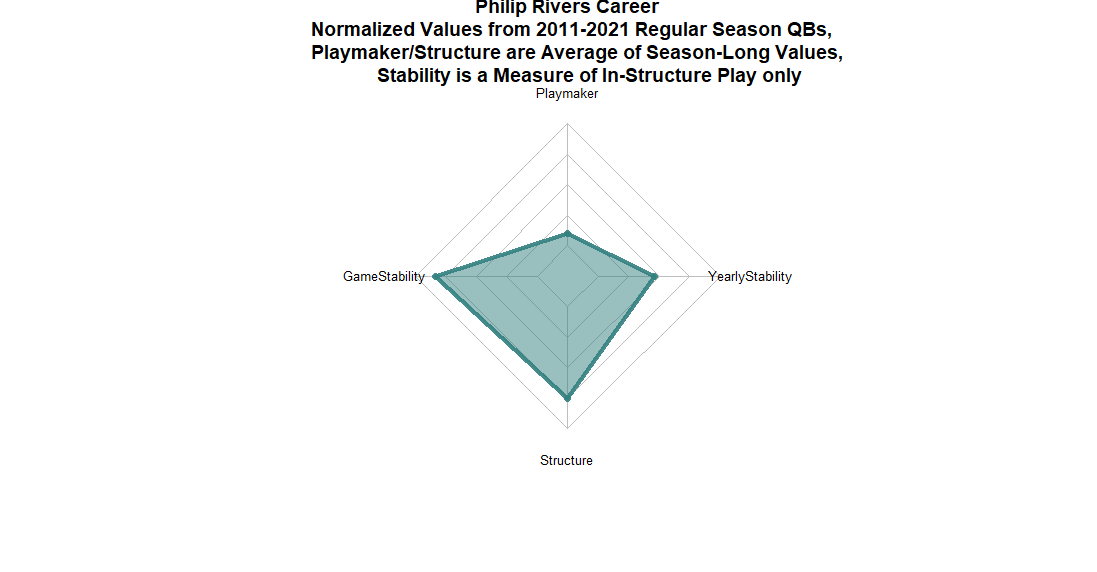 Philip Rivers Career
Normalized Values from 2011-2021 Regular Season QBs,
Playmaker/Structure are Average of Season-Long Values,
Stability is a Measure of In-Structure Play only
Playmaker
GameStability
YearlyStability
Structure